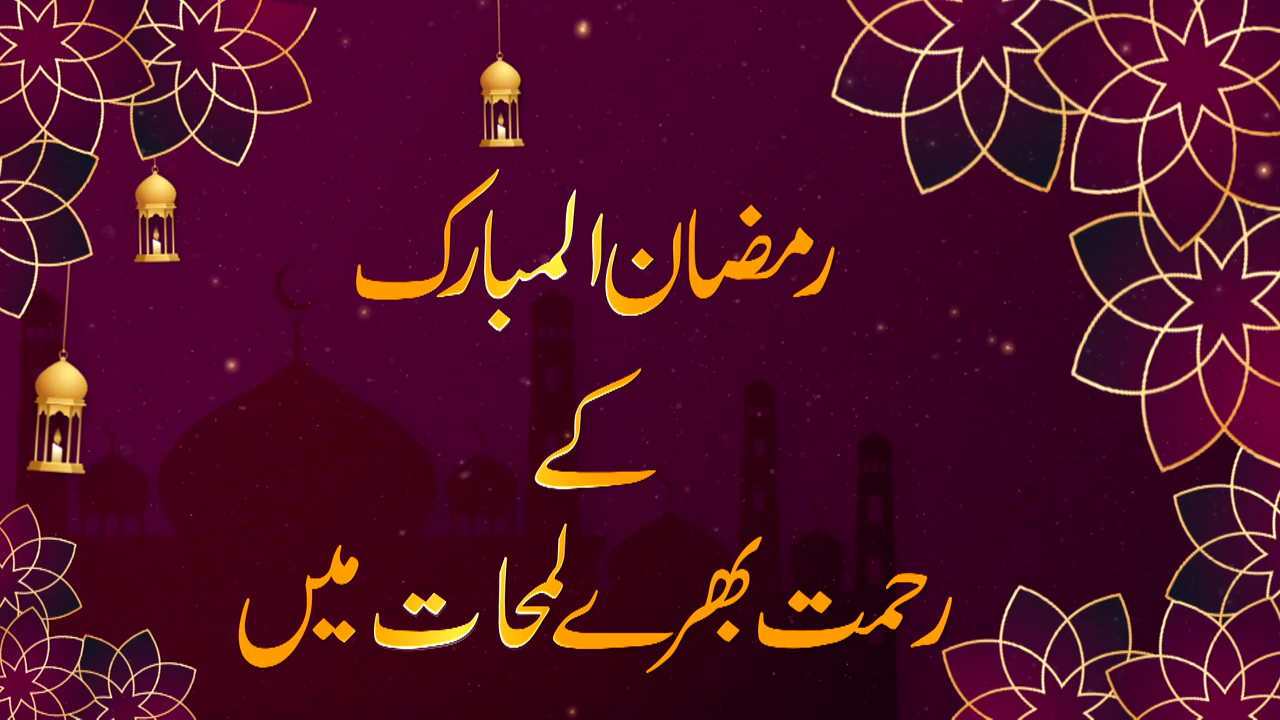 رمضان المبارک
کے
رحمت بھرے لمحات میں